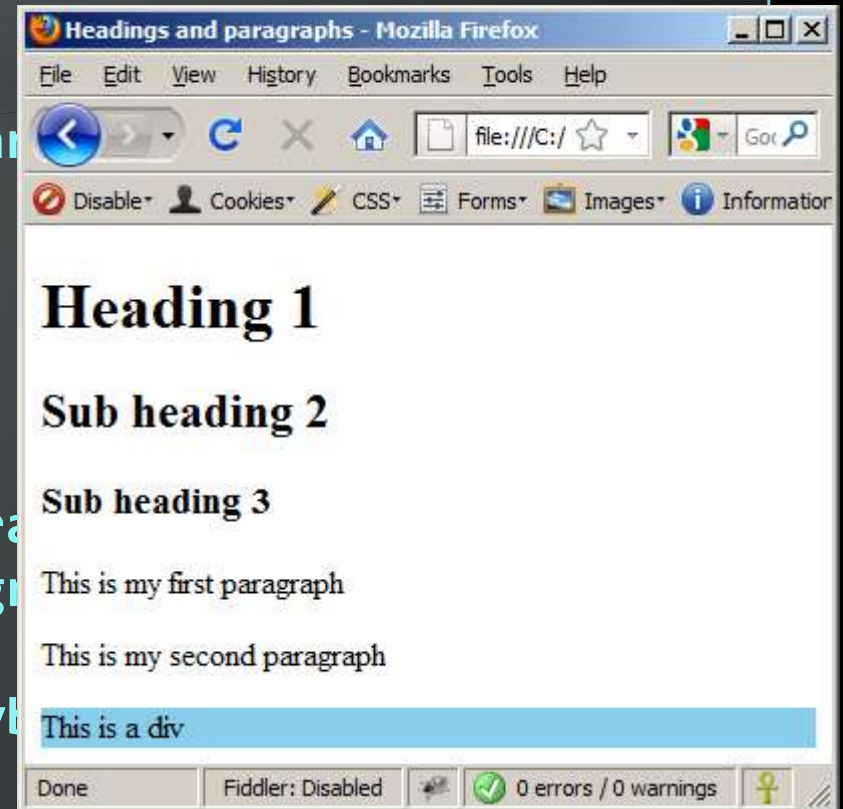 Headings and paragraphs - Mozilla Firefox
File Edit View History Bookmarks Tools Help
file:///C:/
Disable Cookies CSS Forms Images Information
Heading 1
Sub heading 2
Sub heading 3
This is my first paragraph
This is my second paragraph
This is a div
Done Fiddler: Disabled 0 errors / 0 warnings